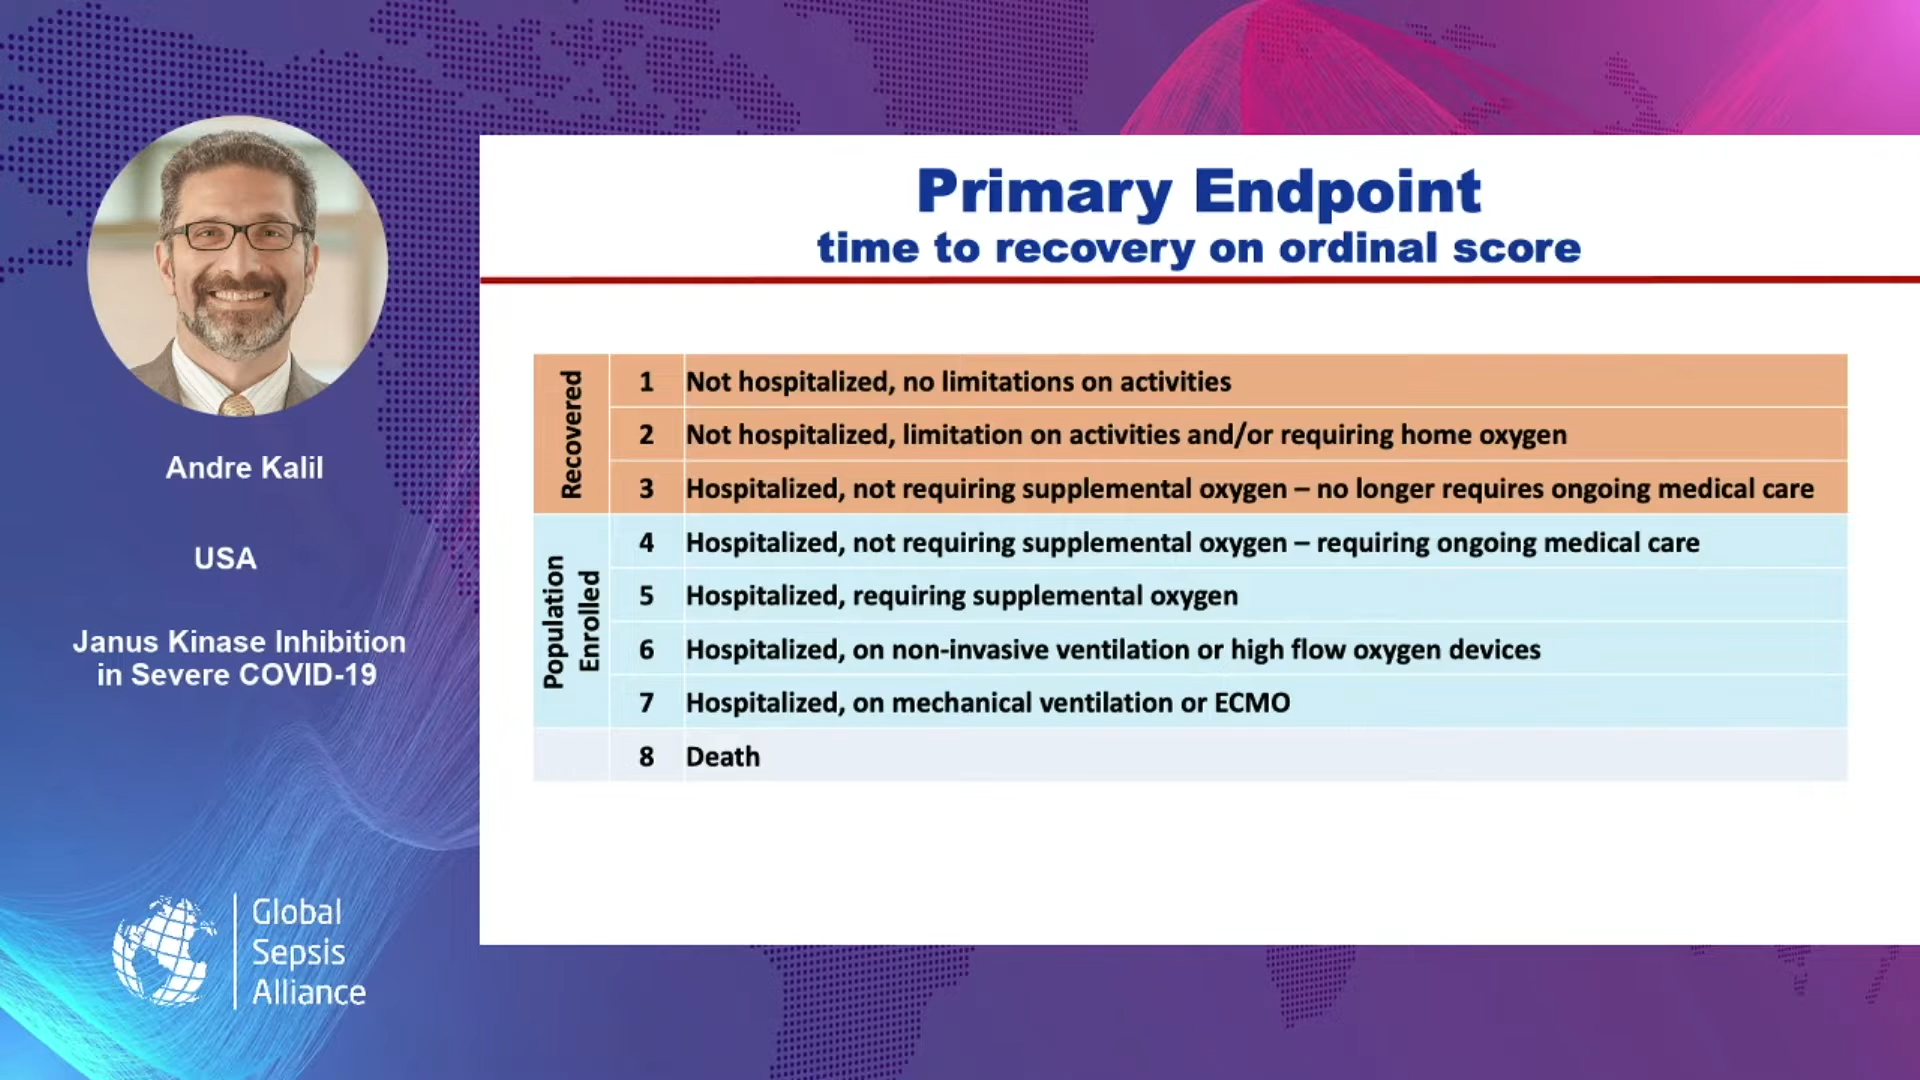 Primary Endpoint
time to recovery on ordinal score
Recovered
1 Not hospitalized, no limitations on activities
2 Not hospitalized, limitation on activities and/or requiring home oxygen
3 Hospitalized, not requiring supplemental oxygen – no longer requires ongoing medical care
Population
Enrolled
4 Hospitalized, not requiring supplemental oxygen – requiring ongoing medical care
5 Hospitalized, requiring supplemental oxygen
6 Hospitalized, on non-invasive ventilation or high flow oxygen devices
7 Hospitalized, on mechanical ventilation or ECMO
8 Death
Andre Kalil
USA
Janus Kinase Inhibition
in Severe COVID-19
Global
Sepsis
Alliance